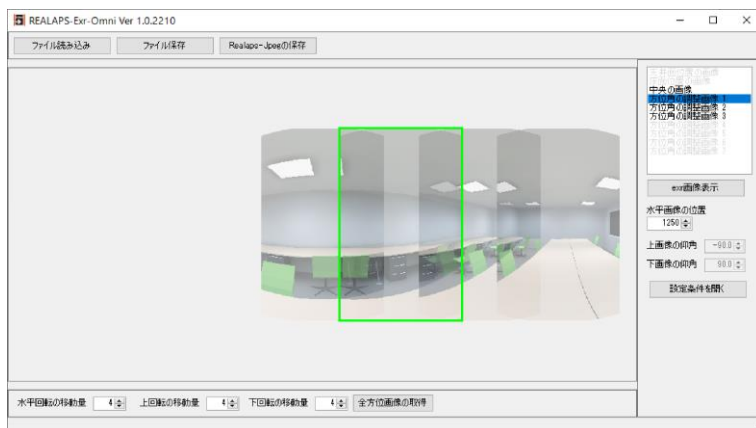 REALAPS-Exr-Omni Ver 1.0.2210
ファイル読み込み ファイル保存 Realaps-Jpegの保存
中央の画像
方位角の調整画像 1
方位角の調整画像 2
方位角の調整画像 3
exr画像表示
水平画像の位置
1250
上画像の仰角 -90.0
下画像の仰角 90.0
設定条件を開く
水平回転の移動量 4 上回転の移動量 4 下回転の移動量 4 全方位画像の取得